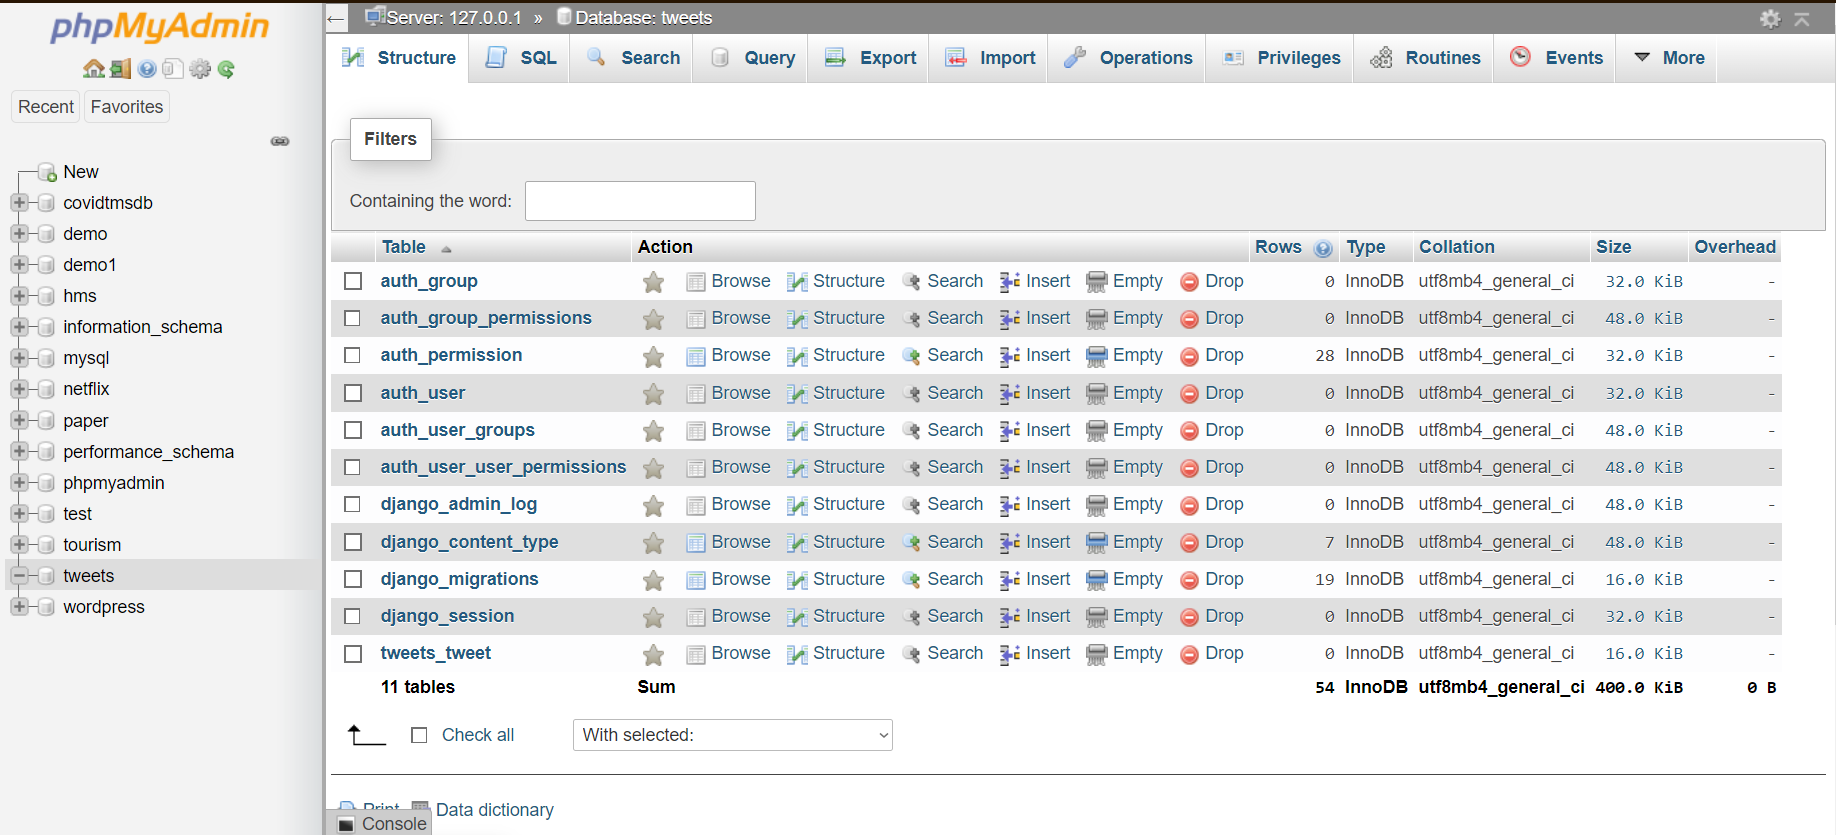 phpMyAdmin
Recent Favorites
New
covidtmsdb
demo
demo1
hms
information_schema
mysql
netflix
paper
performance_schema
phpmyadmin
test
tourism
tweets
wordpress
Server: 127.0.0.1 » Database: tweets
Structure SQL Search Query Export Import Operations Privileges Routines Events More
Filters
Containing the word:
Table Action Rows Type Collation Size Overhead
auth_group Browse Structure Search Insert Empty Drop 0 InnoDB utf8mb4_general_ci 32.0 KiB -
auth_group_permissions Browse Structure Search Insert Empty Drop 0 InnoDB utf8mb4_general_ci 48.0 KiB -
auth_permission Browse Structure Search Insert Empty Drop 28 InnoDB utf8mb4_general_ci 32.0 KiB -
auth_user Browse Structure Search Insert Empty Drop 0 InnoDB utf8mb4_general_ci 32.0 KiB -
auth_user_groups Browse Structure Search Insert Empty Drop 0 InnoDB utf8mb4_general_ci 48.0 KiB -
auth_user_user_permissions Browse Structure Search Insert Empty Drop 0 InnoDB utf8mb4_general_ci 48.0 KiB -
django_admin_log Browse Structure Search Insert Empty Drop 0 InnoDB utf8mb4_general_ci 48.0 KiB -
django_content_type Browse Structure Search Insert Empty Drop 7 InnoDB utf8mb4_general_ci 48.0 KiB -
django_migrations Browse Structure Search Insert Empty Drop 19 InnoDB utf8mb4_general_ci 16.0 KiB -
django_session Browse Structure Search Insert Empty Drop 0 InnoDB utf8mb4_general_ci 32.0 KiB -
tweets_tweet Browse Structure Search Insert Empty Drop 0 InnoDB utf8mb4_general_ci 16.0 KiB -
11 tables Sum 54 InnoDB utf8mb4_general_ci 400.0 KiB 0 B
Check all With selected:
Print Data dictionary
Console